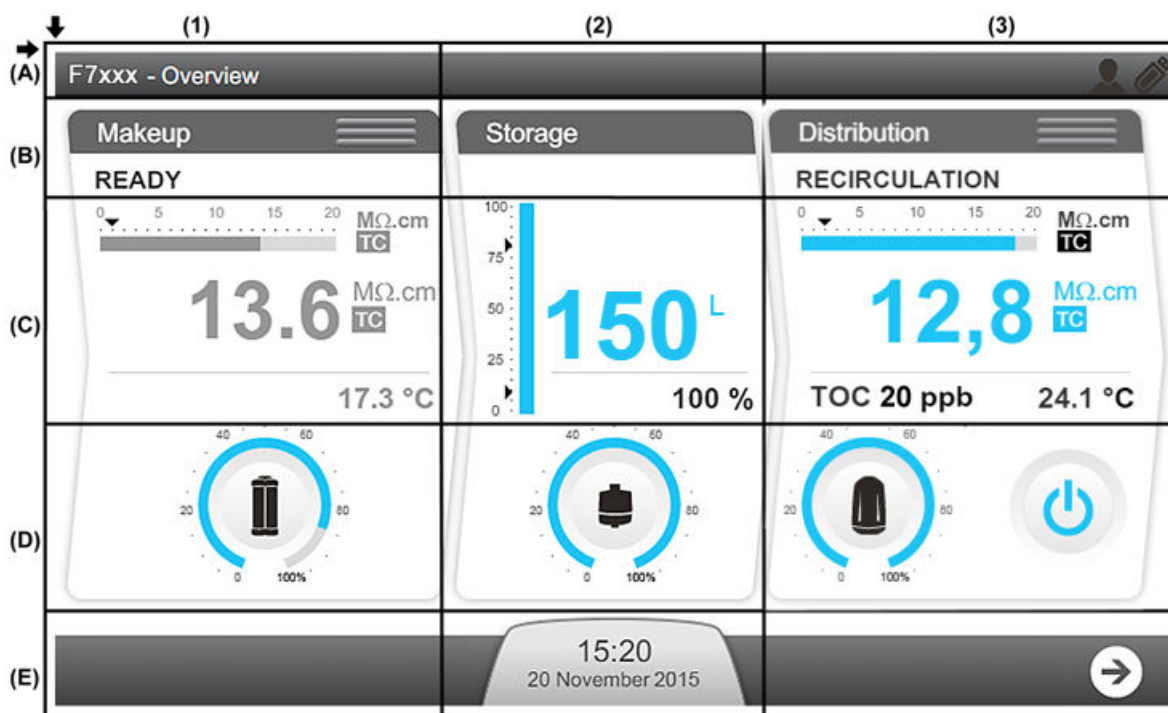 (1) (2) (3)
(A) F7xxx - Overview
(B) Makeup Storage Distribution
READY RECIRCULATION
(C)
0 5 10 15 20 MΩ.cm
TC
13.6 MΩ.cm
TC
17.3 °C
100
75
50
25
0
150 L
100 %
0 5 10 15 20 MΩ.cm
TC
12,8 MΩ.cm
TC
TOC 20 ppb 24.1 °C
(D)
40 60
20 80
0 100%
40 60
20 80
0 100%
40 60
20 80
0 100%
(E)
15:20
20 November 2015